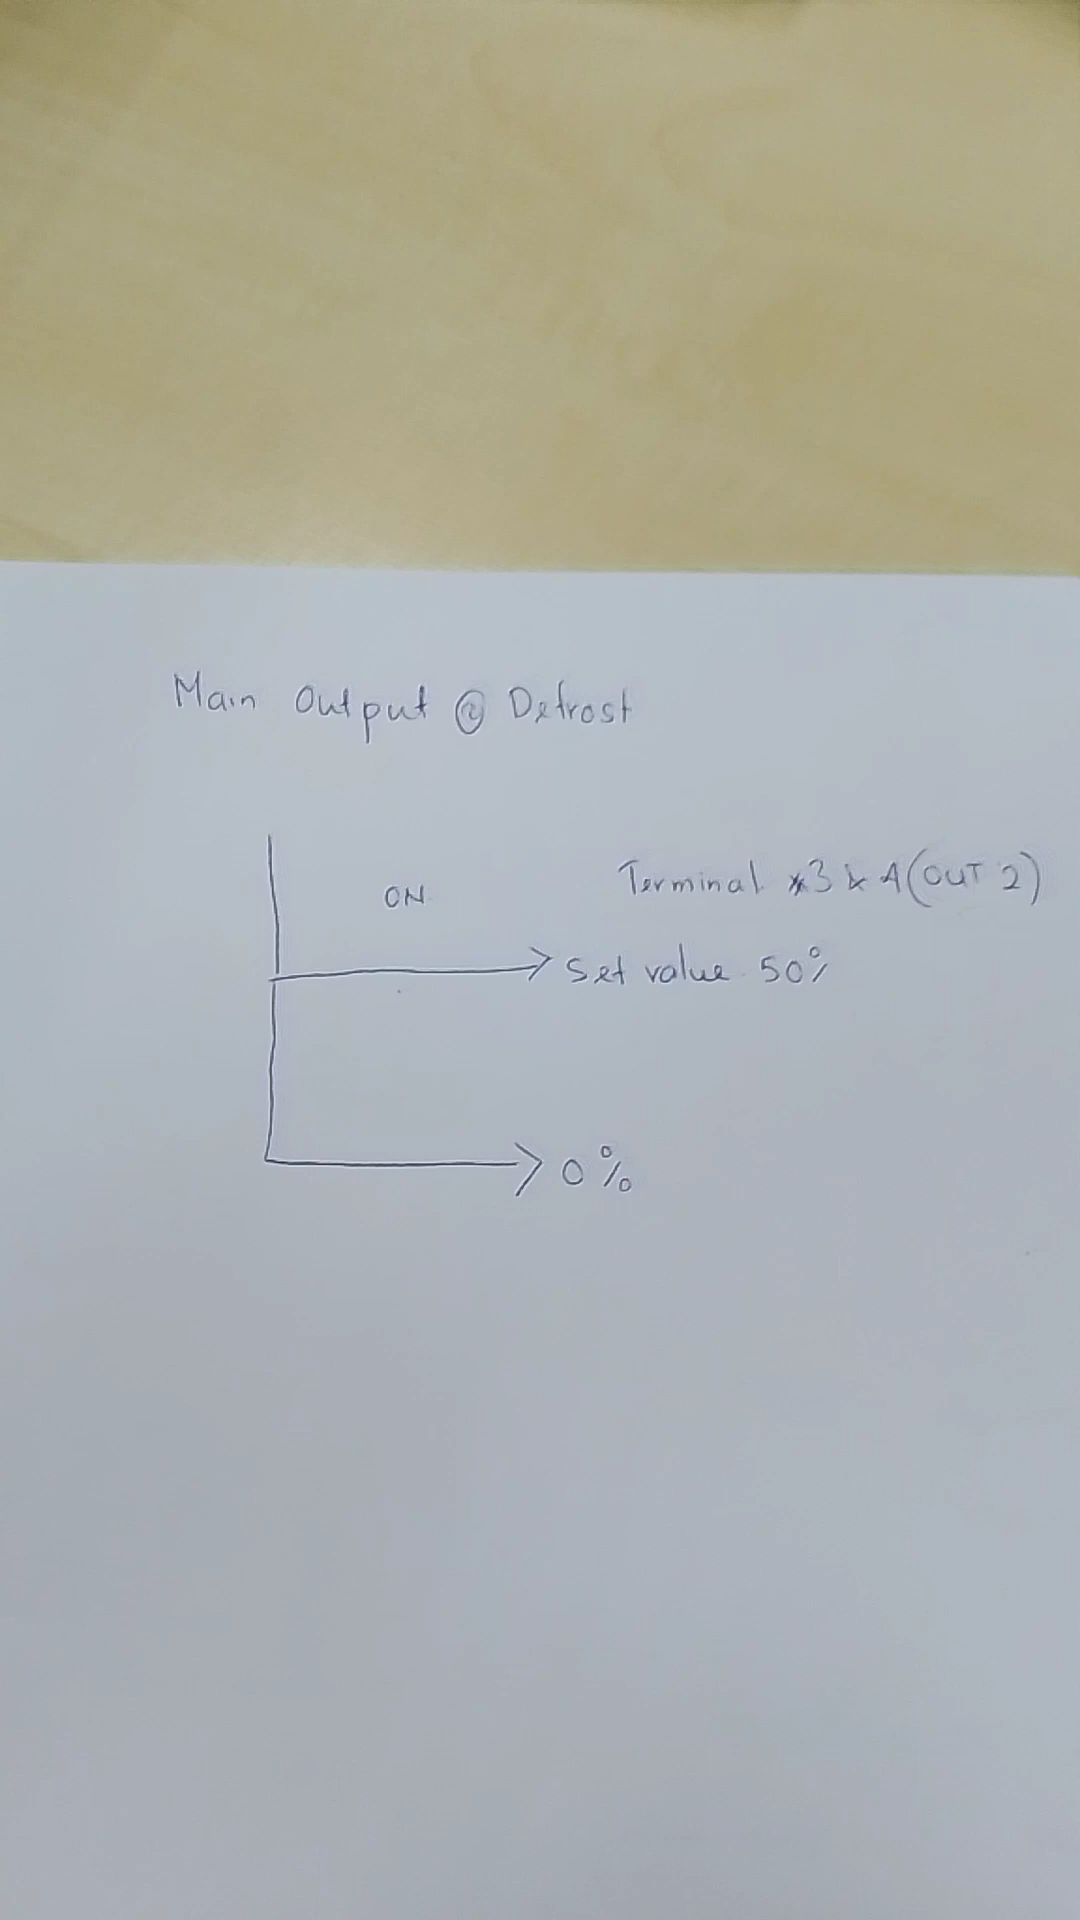 Main Output @ Defrost
ON
Terminal 3 & 4 (OUT 2)
Set value 50%
0%